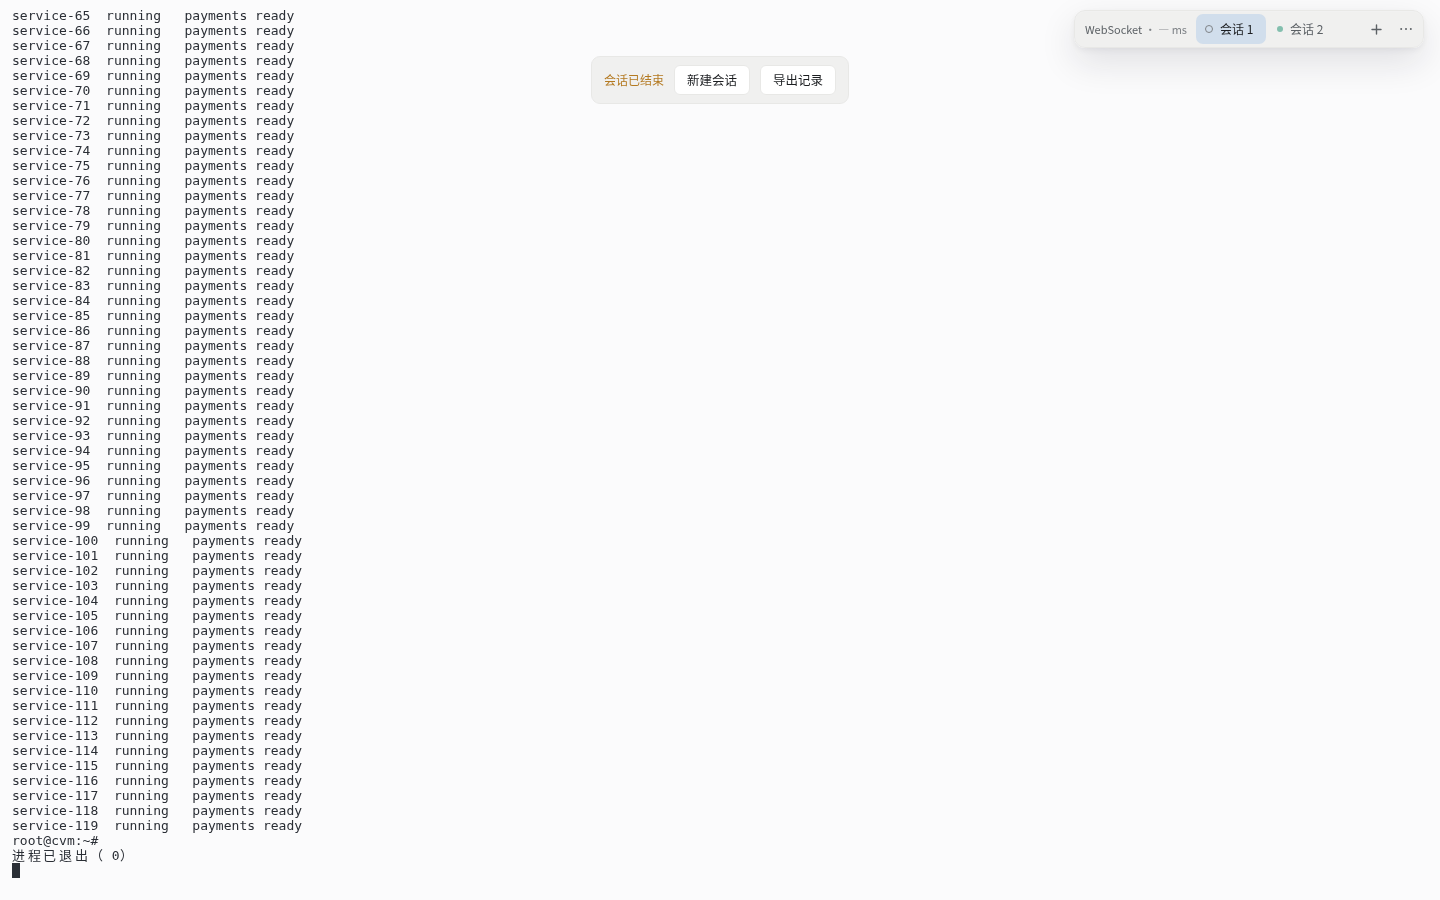 WebSocket · — ms 会话 1 会话 2
会话已结束 新建会话 导出记录
service-65 running payments ready
service-66 running payments ready
service-67 running payments ready
service-68 running payments ready
service-69 running payments ready
service-70 running payments ready
service-71 running payments ready
service-72 running payments ready
service-73 running payments ready
service-74 running payments ready
service-75 running payments ready
service-76 running payments ready
service-77 running payments ready
service-78 running payments ready
service-79 running payments ready
service-80 running payments ready
service-81 running payments ready
service-82 running payments ready
service-83 running payments ready
service-84 running payments ready
service-85 running payments ready
service-86 running payments ready
service-87 running payments ready
service-88 running payments ready
service-89 running payments ready
service-90 running payments ready
service-91 running payments ready
service-92 running payments ready
service-93 running payments ready
service-94 running payments ready
service-95 running payments ready
service-96 running payments ready
service-97 running payments ready
service-98 running payments ready
service-99 running payments ready
service-100 running payments ready
service-101 running payments ready
service-102 running payments ready
service-103 running payments ready
service-104 running payments ready
service-105 running payments ready
service-106 running payments ready
service-107 running payments ready
service-108 running payments ready
service-109 running payments ready
service-110 running payments ready
service-111 running payments ready
service-112 running payments ready
service-113 running payments ready
service-114 running payments ready
service-115 running payments ready
service-116 running payments ready
service-117 running payments ready
service-118 running payments ready
service-119 running payments ready
root@cvm:~#
进程已退出（ 0）